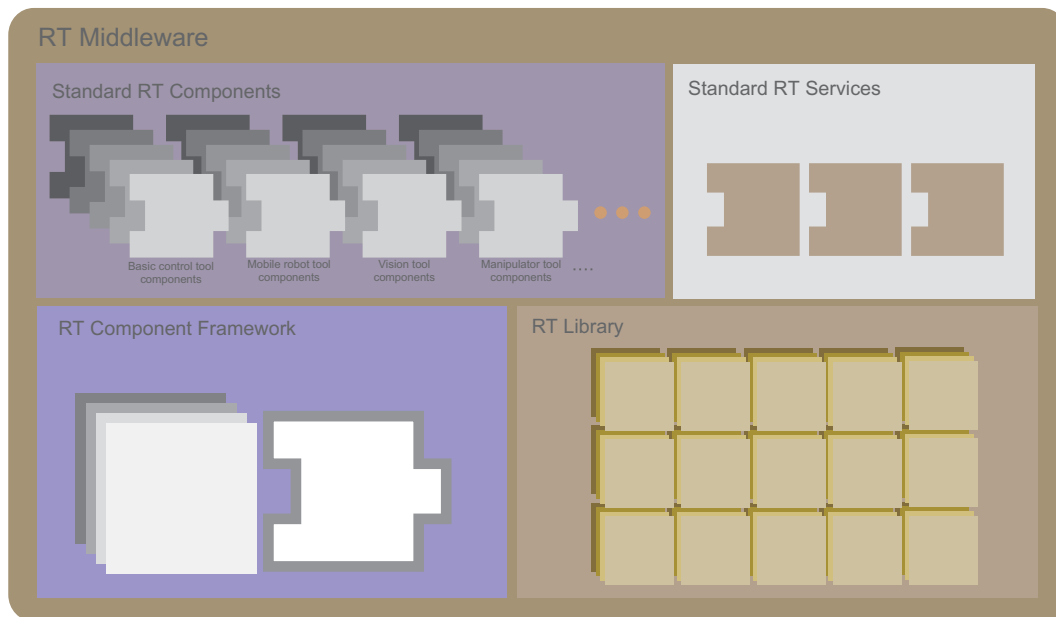 RT Middleware
Standard RT Components
Standard RT Services
Basic control tool
components
Mobile robot tool
components
Vision tool
components
Manipulator tool
components
....
RT Component Framework
RT Library